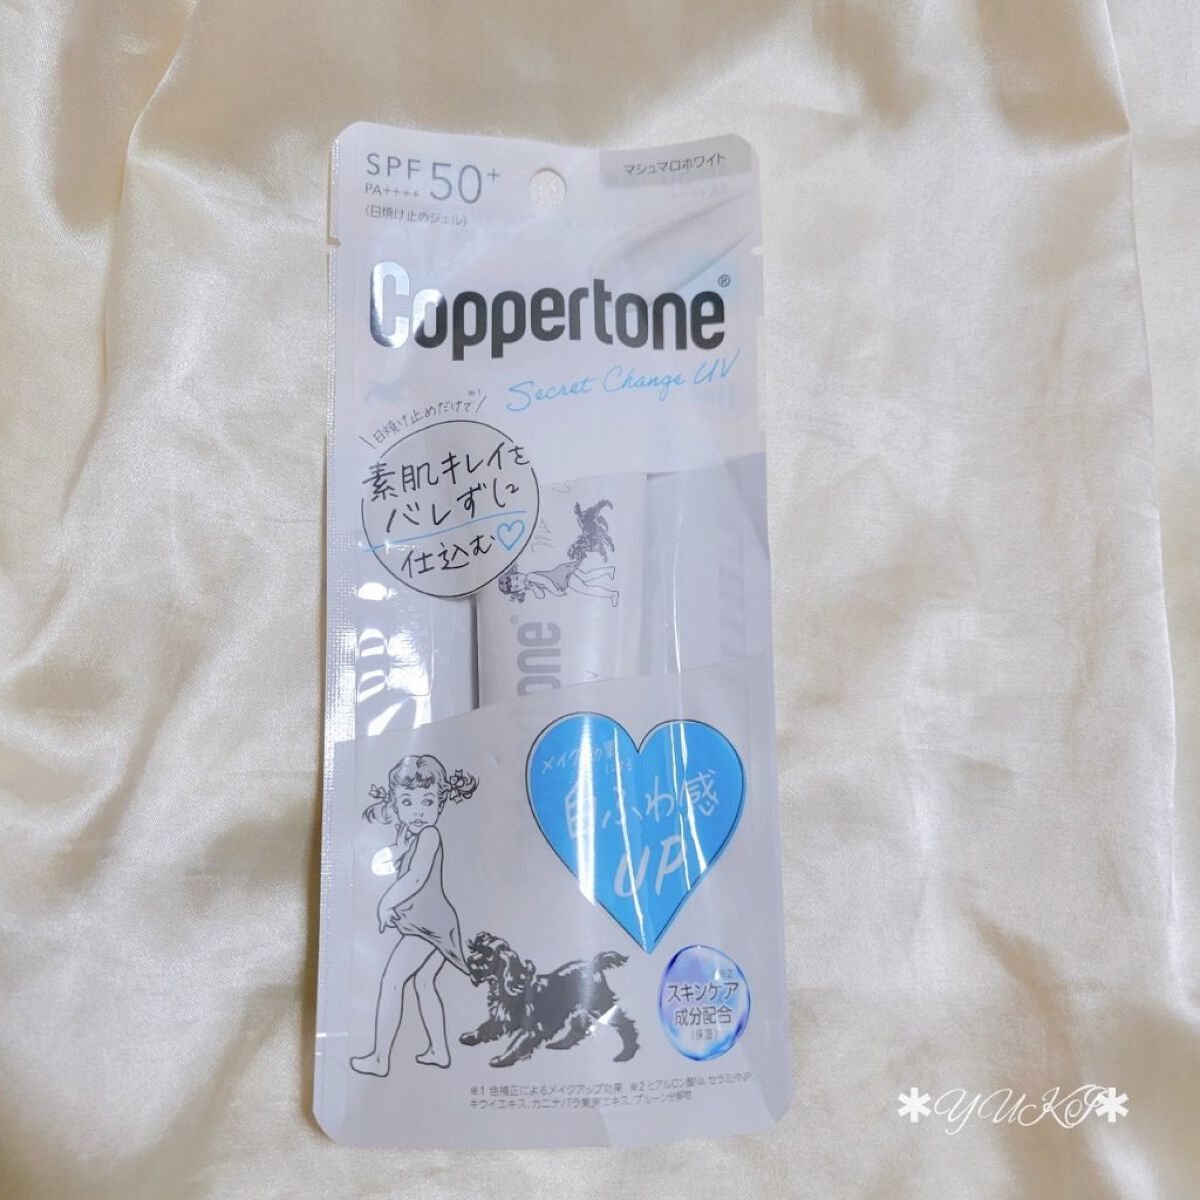 SPF 50+
PA++++
〈日焼け止めジェル〉
マシュマロホワイト
Coppertone®
Secret Change UV
\日焼け止めだけで※1/
素肌キレイを
バレずに
仕込む♡
one®
メイク効果
による
白ふわ感
UP
※2
スキンケア
成分配合
(保湿)
※1 色補正によるメイクアップ効果 ※2 ヒアルロン酸Na、セラミドNP、
キウイエキス、カニナバラ果実エキス、プルーン分解物
✱YUKI✱